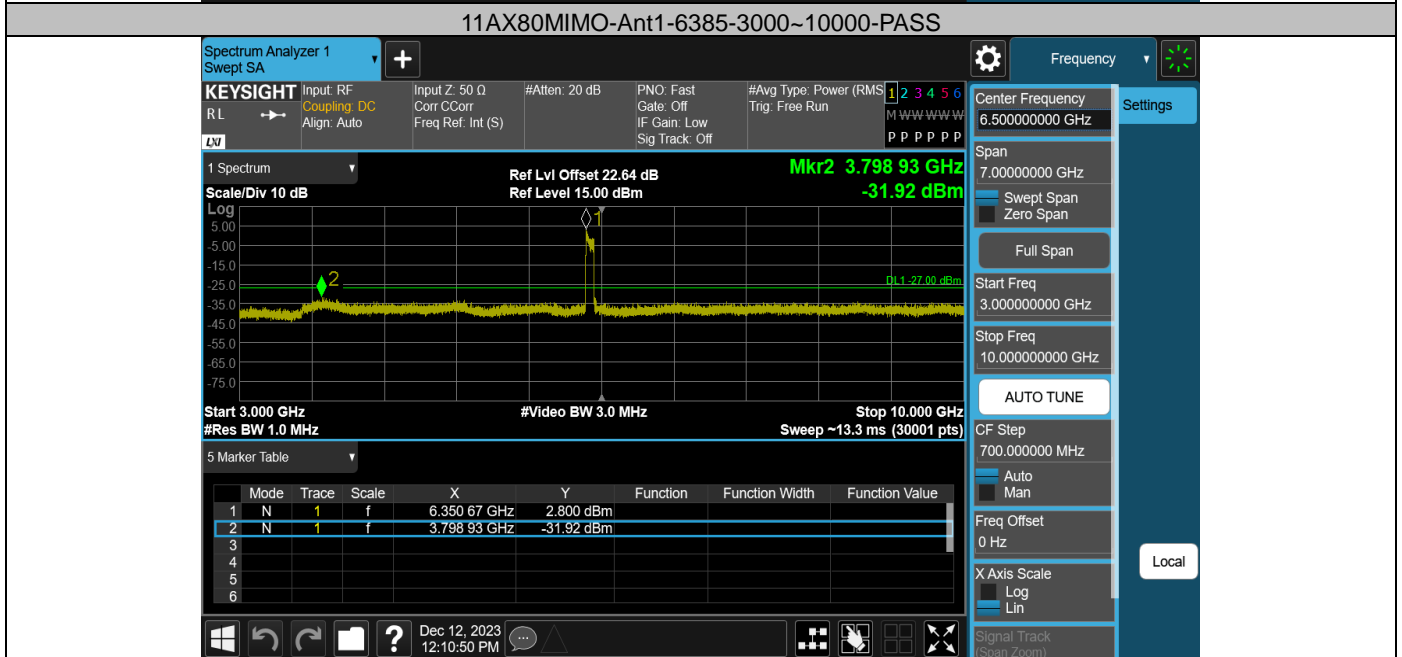 11AX80MIMO-Ant1-6385-3000~10000-PASS
Spectrum Analyzer 1
Swept SA
Frequency
KEYSIGHT
RL
LXI
Input: RF
Coupling: DC
Align: Auto
Input Z: 50 Ω
Corr CCorr
Freq Ref: Int (S)
#Atten: 20 dB
PNO: Fast
Gate: Off
IF Gain: Low
Sig Track: Off
#Avg Type: Power (RMS
Trig: Free Run
1 2 3 4 5 6
M W W W W W
P P P P P P
1 Spectrum
Scale/Div 10 dB
Ref Lvl Offset 22.64 dB
Ref Level 15.00 dBm
Mkr2 3.798 93 GHz
-31.92 dBm
Log
5.00
-5.00
-15.0
-25.0
-35.0
-45.0
-55.0
-65.0
-75.0
1
2
DL1 -27.00 dBm
Start 3.000 GHz
#Video BW 3.0 MHz
Stop 10.000 GHz
#Res BW 1.0 MHz
Sweep ~13.3 ms (30001 pts)
5 Marker Table
Mode Trace Scale X Y Function Function Width Function Value
1 N 1 f 6.350 67 GHz 2.800 dBm
2 N 1 f 3.798 93 GHz -31.92 dBm
3
4
5
6
Dec 12, 2023
12:10:50 PM
Center Frequency
6.500000000 GHz
Settings
Span
7.00000000 GHz
Swept Span
Zero Span
Full Span
Start Freq
3.000000000 GHz
Stop Freq
10.000000000 GHz
AUTO TUNE
CF Step
700.000000 MHz
Auto
Man
Freq Offset
0 Hz
Local
X Axis Scale
Log
Lin
Signal Track
(Span Zoom)